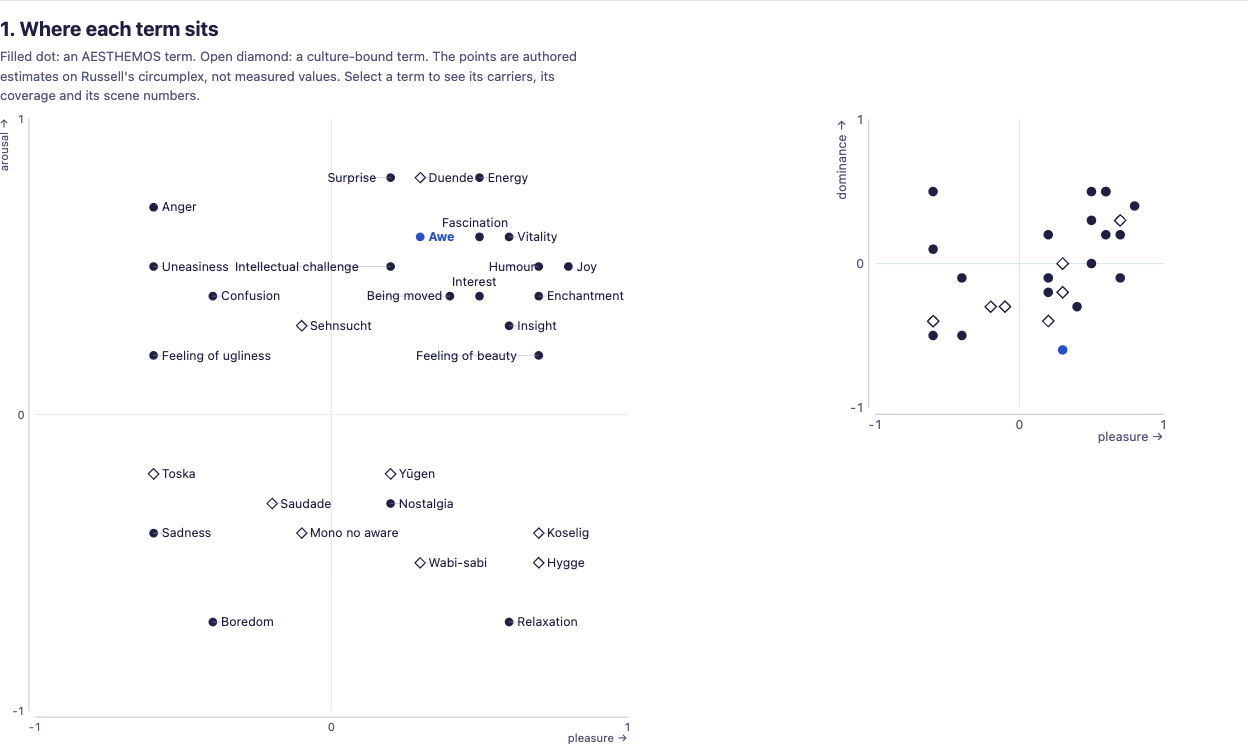 1. Where each term sits
Filled dot: an AESTHEMOS term. Open diamond: a culture-bound term. The points are authored
estimates on Russell's circumplex, not measured values. Select a term to see its carriers, its
coverage and its scene numbers.
arousal →
1
Surprise
Duende
Energy
Anger
Fascination
Awe
Vitality
Uneasiness
Intellectual challenge
Humour
Joy
Interest
Confusion
Being moved
Enchantment
Sehnsucht
Insight
Feeling of ugliness
Feeling of beauty
0
Toska
Yūgen
Saudade
Nostalgia
Sadness
Mono no aware
Koselig
Wabi-sabi
Hygge
Boredom
Relaxation
-1
-1
0
1
pleasure →
dominance →
1
0
-1
-1
0
1
pleasure →